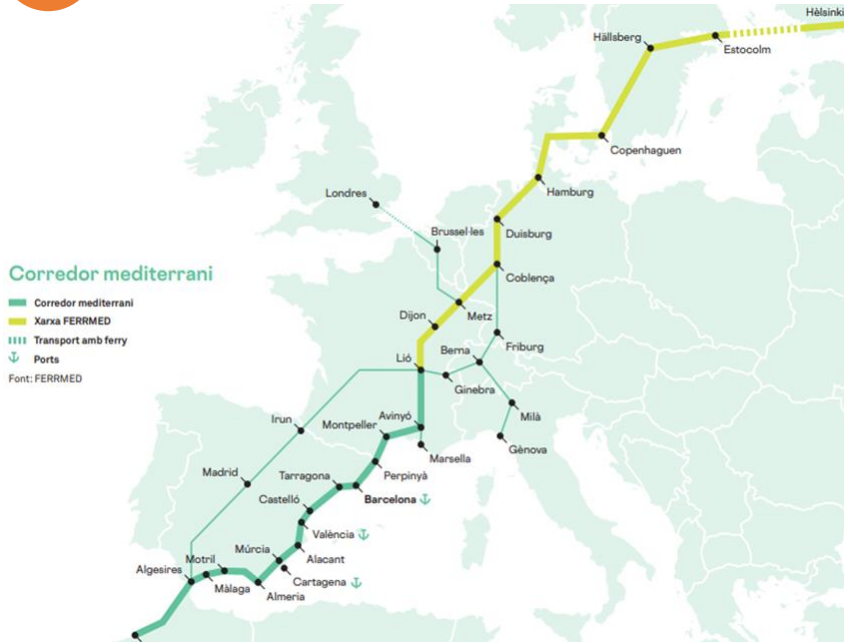 Hèlsinki
Hällsberg
Estocolm
Copenhaguen
Hamburg
Londres
Brussel·les
Duisburg
Coblença
Corredor mediterrani
Corredor mediterrani
Xarxa FERRMED
Transport amb ferry
Ports
Font: FERRMED
Metz
Dijon
Friburg
Berna
Lió
Ginebra
Milà
Avinyó
Irun
Montpeller
Gènova
Marsella
Perpinyà
Madrid
Tarragona
Barcelona
Castelló
València
Múrcia
Alacant
Motril
Algesires
Cartagena
Màlaga
Almeria